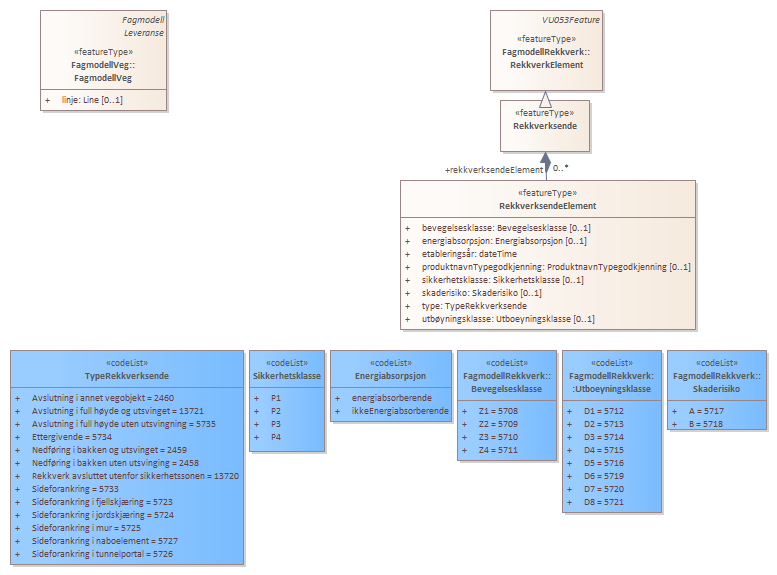 Fagmodell
Leveranse
«featureType»
FagmodellVeg::
FagmodellVeg
+ linje: Line [0..1]
VU053Feature
«featureType»
FagmodellRekkverk::
RekkverkElement
«featureType»
Rekkverksende
+rekkverksendeElement 0..*
«featureType»
RekkverksendeElement
+ bevegelsesklasse: Bevegelsesklasse [0..1]
+ energiabsorpsjon: Energiabsorpsjon [0..1]
+ etableringsår: dateTime
+ produktnavnTypegodkjenning: ProduktnavnTypegodkjenning [0..1]
+ sikkerhetsklasse: Sikkerhetsklasse [0..1]
+ skaderisiko: Skaderisiko [0..1]
+ type: TypeRekkverksende
+ utbøyningsklasse: Utboeyningsklasse [0..1]
«codeList»
TypeRekkverksende
+ Avslutning i annet vegobjekt = 2460
+ Avslutning i full høyde og utsvinget = 13721
+ Avslutning i full høyde uten utsvingning = 5735
+ Ettergivende = 5734
+ Nedføring i bakken og utsvinget = 2459
+ Nedføring i bakken uten utsvinging = 2458
+ Rekkverk avsluttet utenfor sikkerhetssonen = 13720
+ Sideforankring = 5733
+ Sideforankring i fjellskjæring = 5723
+ Sideforankring i jordskjæring = 5724
+ Sideforankring i mur = 5725
+ Sideforankring i naboelement = 5727
+ Sideforankring i tunnelportal = 5726
«codeList»
Sikkerhetsklasse
+ P1
+ P2
+ P3
+ P4
«codeList»
Energiabsorpsjon
+ energiabsorberende
+ ikkeEnergiabsorberende
«codeList»
FagmodellRekkverk::
Bevegelsesklasse
+ Z1 = 5708
+ Z2 = 5709
+ Z3 = 5710
+ Z4 = 5711
«codeList»
FagmodellRekkverk:
:Utboeyningsklasse
+ D1 = 5712
+ D2 = 5713
+ D3 = 5714
+ D4 = 5715
+ D5 = 5716
+ D6 = 5719
+ D7 = 5720
+ D8 = 5721
«codeList»
FagmodellRekkverk::
Skaderisiko
+ A = 5717
+ B = 5718